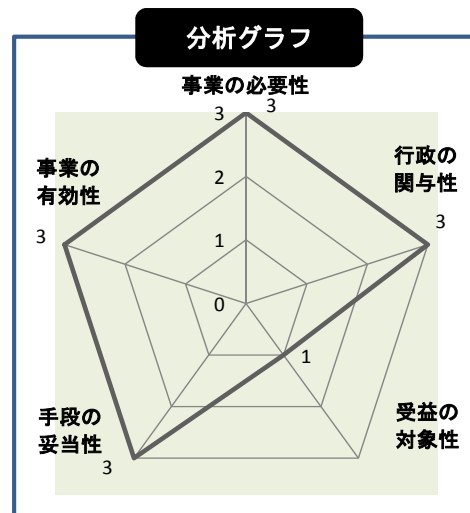 分析グラフ
事業の必要性
3
3
行政の
関与性
3
2
1
0
事業の
有効性
3
1
受益の
対象性
手段の
妥当性
3